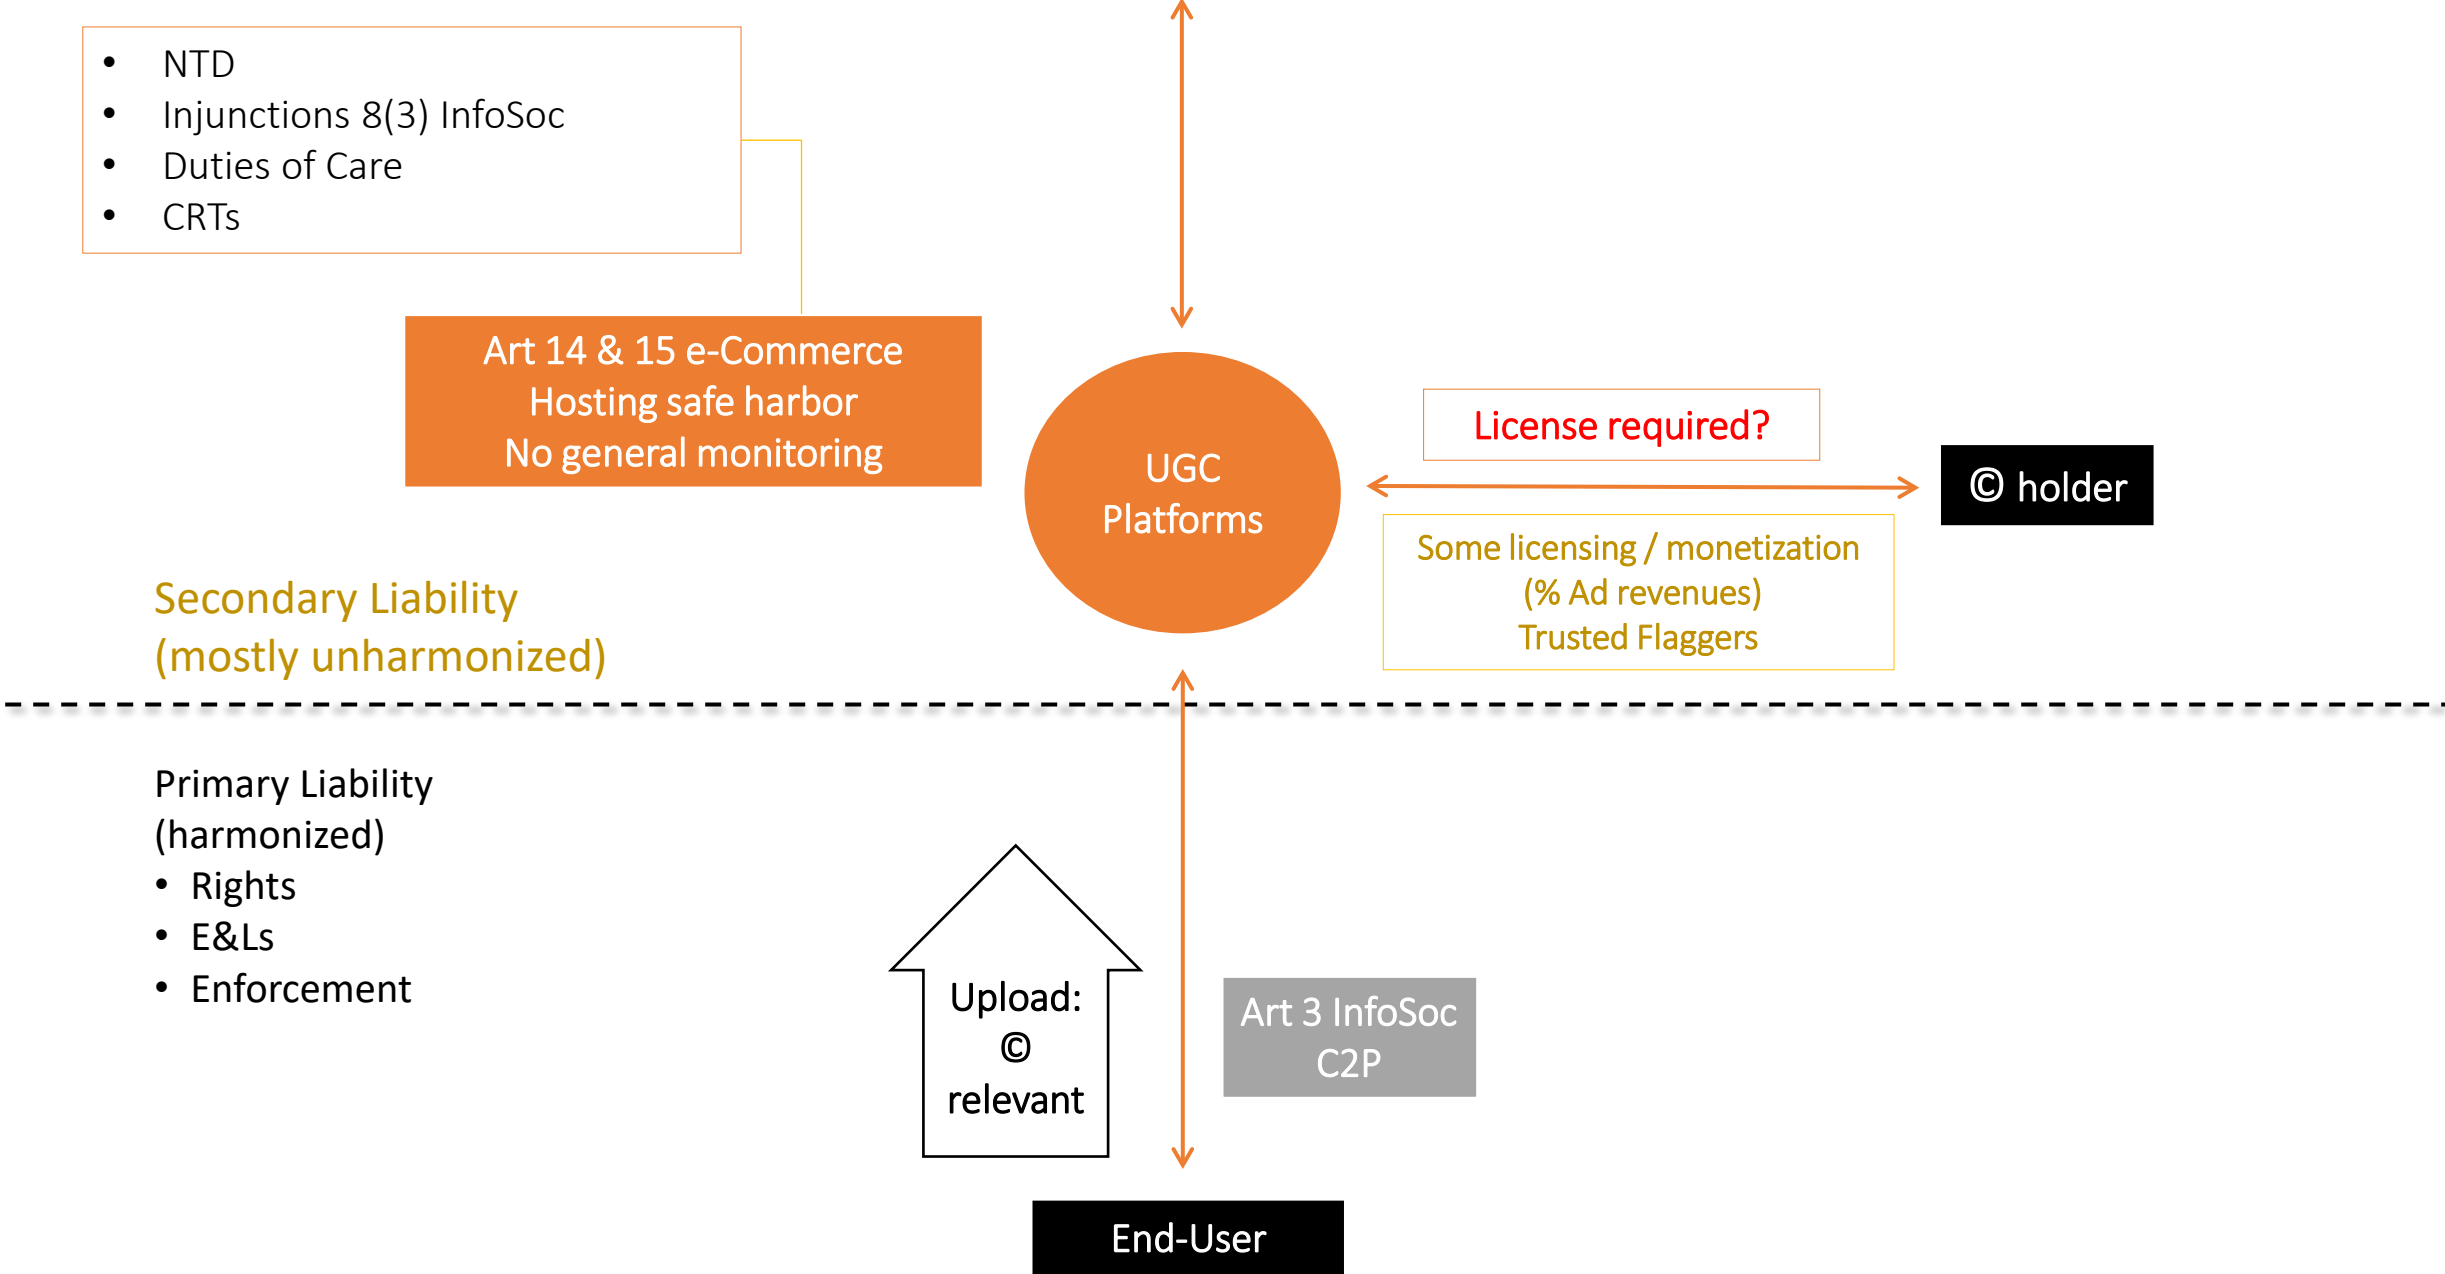 • NTD
• Injunctions 8(3) InfoSoc
• Duties of Care
• CRTs
Art 14 & 15 e-Commerce
Hosting safe harbor
No general monitoring
UGC
Platforms
License required?
© holder
Some licensing / monetization
(% Ad revenues)
Trusted Flaggers
Secondary Liability
(mostly unharmonized)
Primary Liability
(harmonized)
• Rights
• E&Ls
• Enforcement
Upload:
©
relevant
Art 3 InfoSoc
C2P
End-User